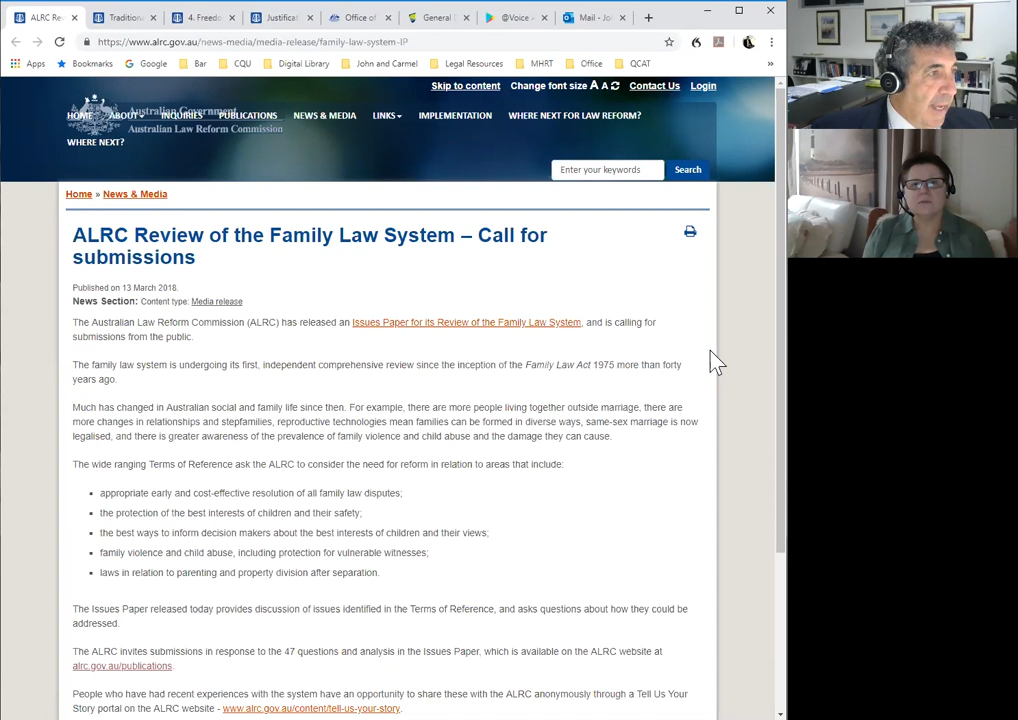 ALRC Re
Tradition
4. Freedo
Justificat
Office of
General D
@Voice A
Mail - Jo
https://www.alrc.gov.au/news-media/media-release/family-law-system-IP
Apps
Bookmarks
Google
Bar
CQU
Digital Library
John and Carmel
Legal Resources
MHRT
Office
QCAT
»
Skip to content
Change font size A A
Contact Us
Login
Australian Government
Australian Law Reform Commission
HOME
ABOUT
INQUIRIES
PUBLICATIONS
NEWS & MEDIA
LINKS
IMPLEMENTATION
WHERE NEXT FOR LAW REFORM?
WHERE NEXT?
Enter your keywords
Search
Home » News & Media
ALRC Review of the Family Law System – Call for
submissions
Published on 13 March 2018.
News Section: Content type: Media release
The Australian Law Reform Commission (ALRC) has released an Issues Paper for its Review of the Family Law System, and is calling for
submissions from the public.
The family law system is undergoing its first, independent comprehensive review since the inception of the Family Law Act 1975 more than forty
years ago.
Much has changed in Australian social and family life since then. For example, there are more people living together outside marriage, there are
more changes in relationships and stepfamilies, reproductive technologies mean families can be formed in diverse ways, same-sex marriage is now
legalised, and there is greater awareness of the prevalence of family violence and child abuse and the damage they can cause.
The wide ranging Terms of Reference ask the ALRC to consider the need for reform in relation to areas that include:
appropriate early and cost-effective resolution of all family law disputes;
the protection of the best interests of children and their safety;
the best ways to inform decision makers about the best interests of children and their views;
family violence and child abuse, including protection for vulnerable witnesses;
laws in relation to parenting and property division after separation.
The Issues Paper released today provides discussion of issues identified in the Terms of Reference, and asks questions about how they could be
addressed.
The ALRC invites submissions in response to the 47 questions and analysis in the Issues Paper, which is available on the ALRC website at
alrc.gov.au/publications.
People who have had recent experiences with the system have an opportunity to share these with the ALRC anonymously through a Tell Us Your
Story portal on the ALRC website - www.alrc.gov.au/content/tell-us-your-story.